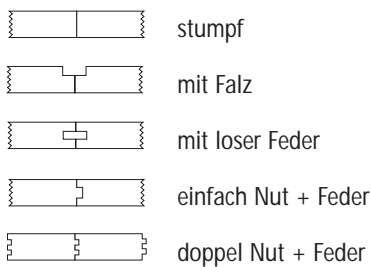 stumpf
mit Falz
mit loser Feder
einfach Nut + Feder
doppel Nut + Feder